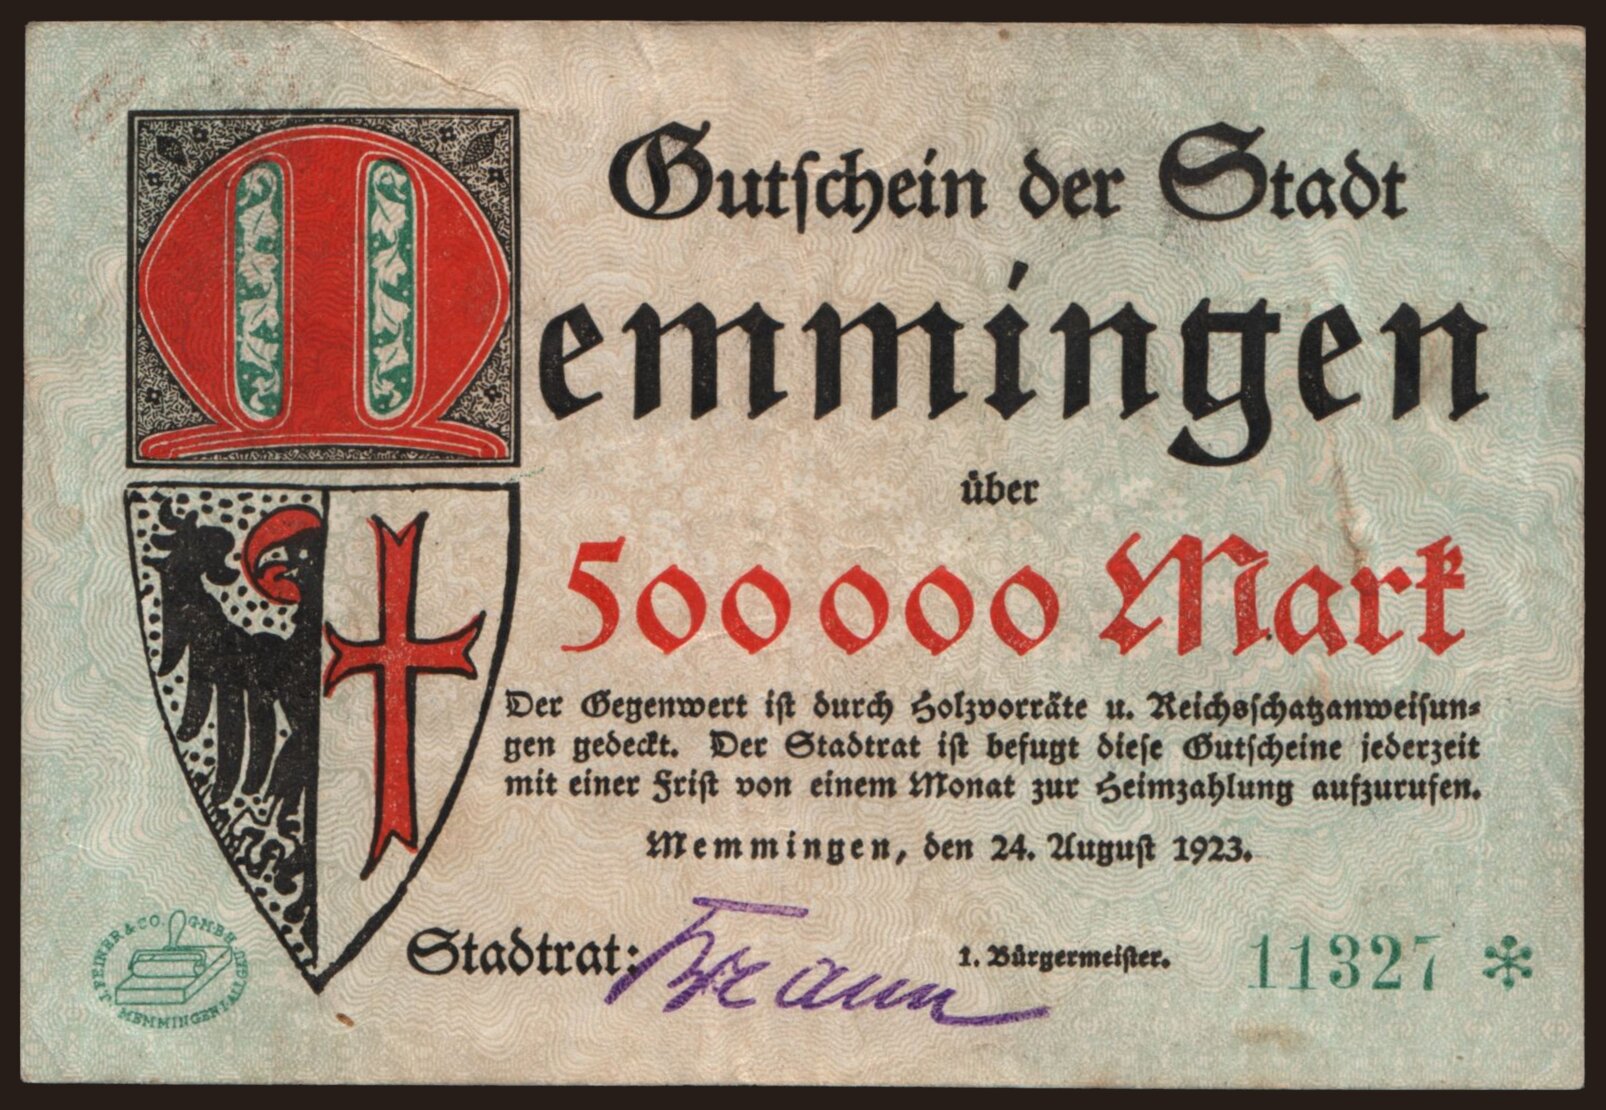 Gutschein der Stadt
Memmingen
über
500000 Mark
Der Gegenwert ist durch Holzvorräte u. Reichsschatzanweisun=
gen gedeckt. Der Stadtrat ist befugt diese Gutscheine jederzeit
mit einer Frist von einem Monat zur Heimzahlung aufzurufen.
Memmingen, den 24. August 1923.
Stadtrat:
1. Bürgermeister.
11327 *
MEMMINGEN